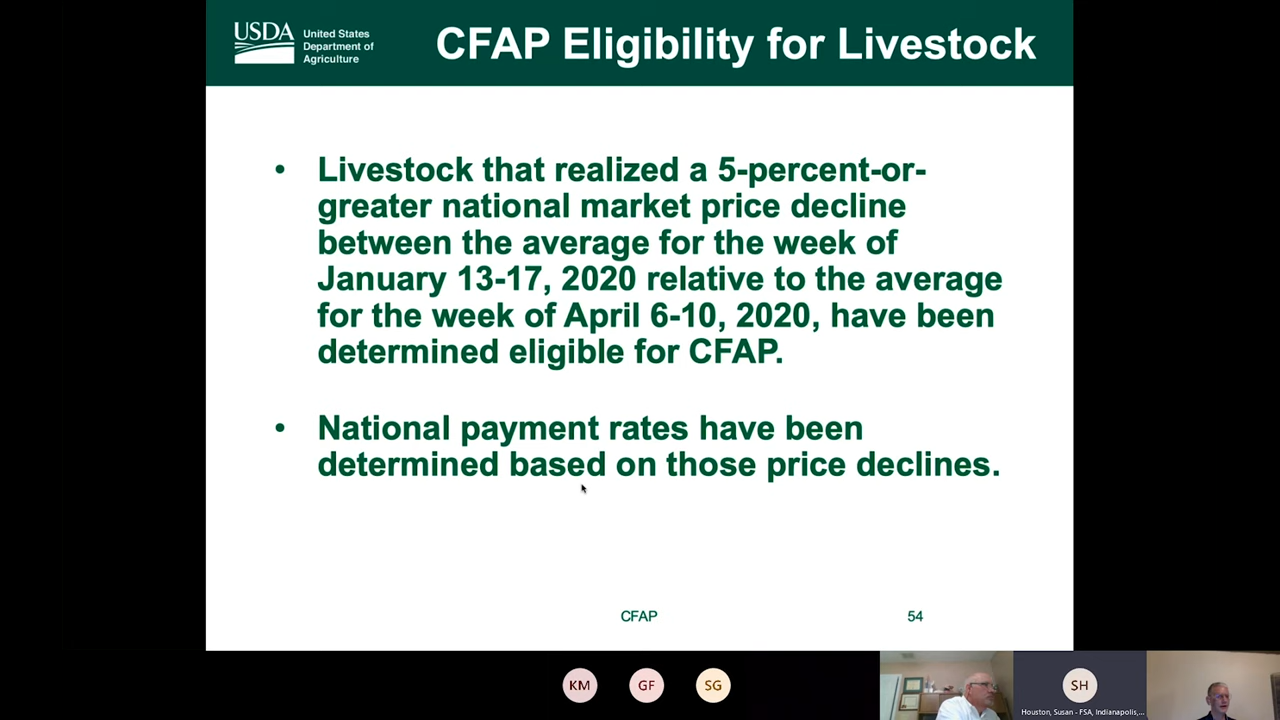 USDA
United States
Department of
Agriculture
CFAP Eligibility for Livestock
• Livestock that realized a 5-percent-or-
greater national market price decline
between the average for the week of
January 13-17, 2020 relative to the average
for the week of April 6-10, 2020, have been
determined eligible for CFAP.
• National payment rates have been
determined based on those price declines.
CFAP
54
KM
GF
SG
SH
Houston, Susan - FSA, Indianapolis,...